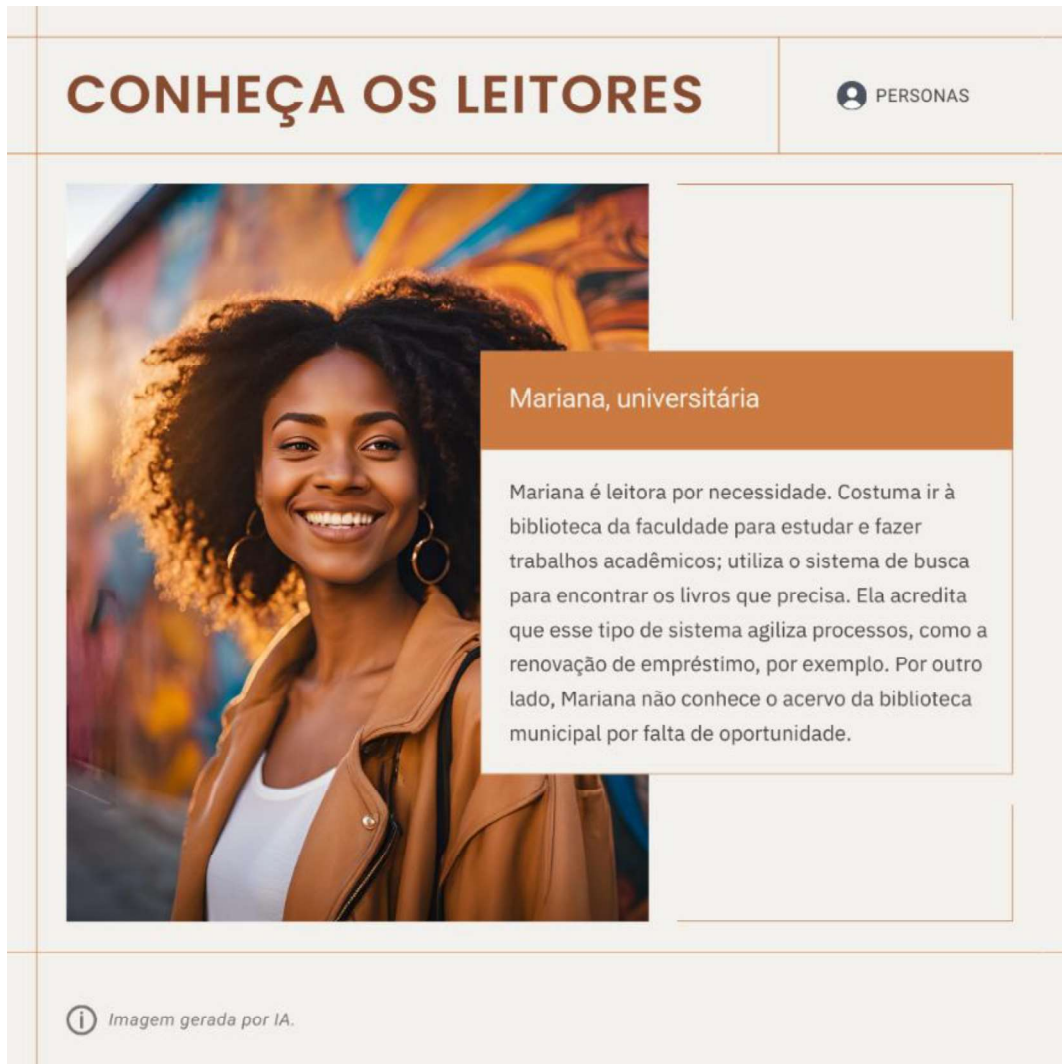 CONHEÇA OS LEITORES
PERSONAS
Mariana, universitária
Mariana é leitora por necessidade. Costuma ir à
biblioteca da faculdade para estudar e fazer
trabalhos acadêmicos; utiliza o sistema de busca
para encontrar os livros que precisa. Ela acredita
que esse tipo de sistema agiliza processos, como a
renovação de empréstimo, por exemplo. Por outro
lado, Mariana não conhece o acervo da biblioteca
municipal por falta de oportunidade.
Imagem gerada por IA.